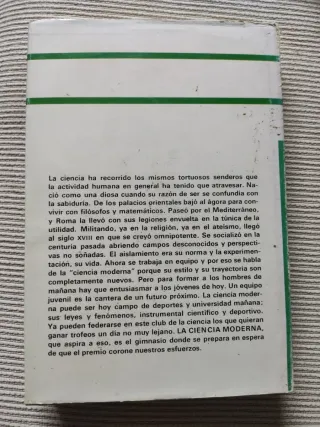 La ciencia ha recorrido los mismos tortuosos senderos que
la actividad humana en general ha tenido que atravesar. Na-
ció como una diosa cuando su razón de ser se confundía con
la sabiduría. De los palacios orientales bajó al ágora para con-
vivir con filósofos y matemáticos. Paseó por el Mediterráneo,
y Roma la llevó con sus legiones envuelta en la túnica de la
utilidad. Militando, ya en la religión, ya en el ateísmo, llegó
al siglo XVIII en que se creyó omnipotente. Se socializó en la
centuria pasada abriendo campos desconocidos y perspecti-
vas no soñadas. El aislamiento era su norma y la experimen-
tación, su vida. Ahora se trabaja en equipo y por eso se habla
de la "ciencia moderna" porque su estilo y su trayectoria son
completamente nuevos. Pero para formar a los hombres de
mañana hay que entusiasmar a los jóvenes de hoy. Un equipo
juvenil es la cantera de un futuro próximo. La ciencia moder-
na puede ser hoy campo de deportes y universidad mañana;
sus leyes y fenómenos, instrumental científico y deportivo.
Ya pueden federarse en este club de la ciencia los que quieran
ganar trofeos un día no muy lejano. LA CIENCIA MODERNA,
que aspira a eso, es el gimnasio donde se prepara en espera
de que el premio corone nuestros esfuerzos.